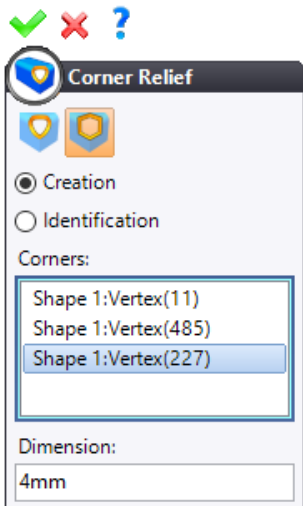 ?
Corner Relief
Creation
Identification
Corners:
Shape 1:Vertex(11)
Shape 1:Vertex(485)
Shape 1:Vertex(227)
Dimension:
4mm